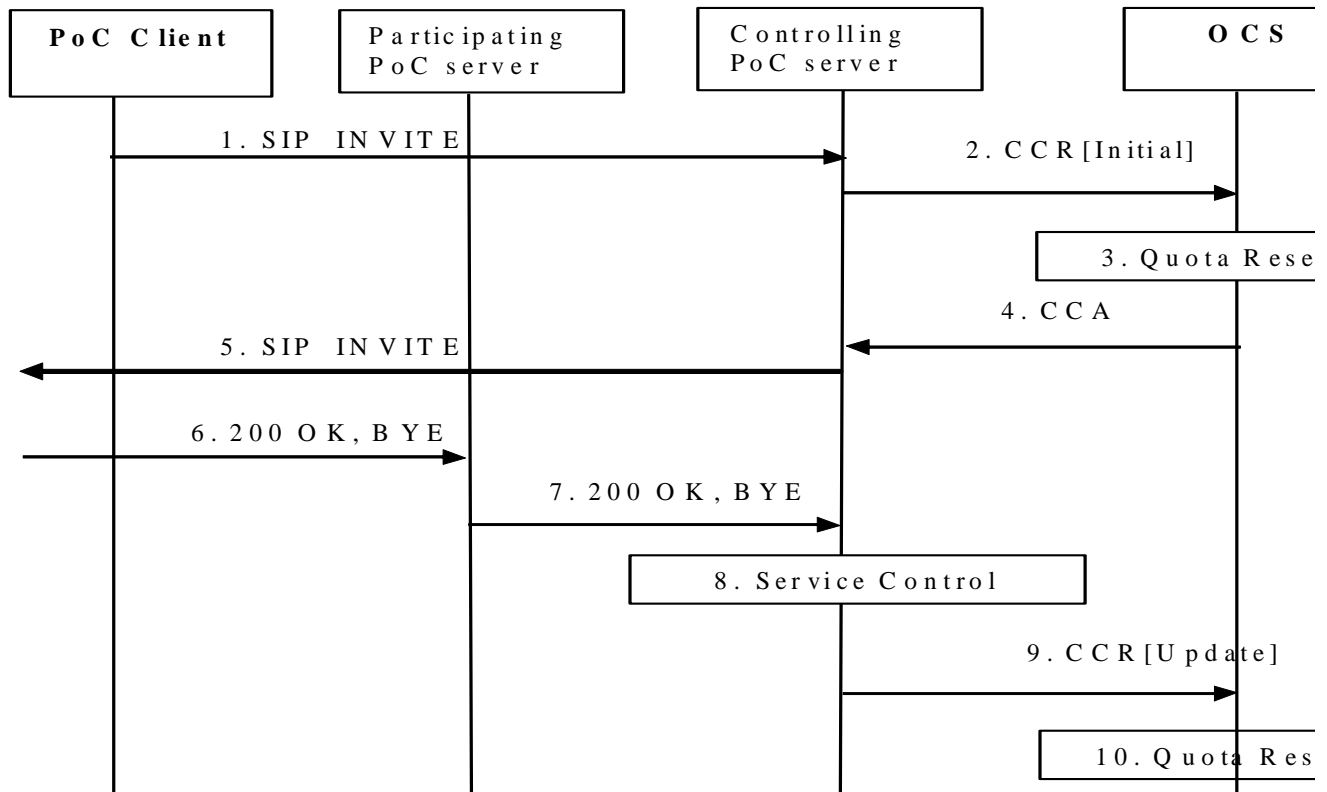 PoC Client
Participating
PoC server
Controlling
PoC server
OCS
1. SIP INVITE
2. CCR[Initial]
3. Quota Rese
4. CCA
5. SIP INVITE
6. 200 OK, BYE
7. 200 OK, BYE
8. Service Control
9. CCR[Update]
10. Quota Res